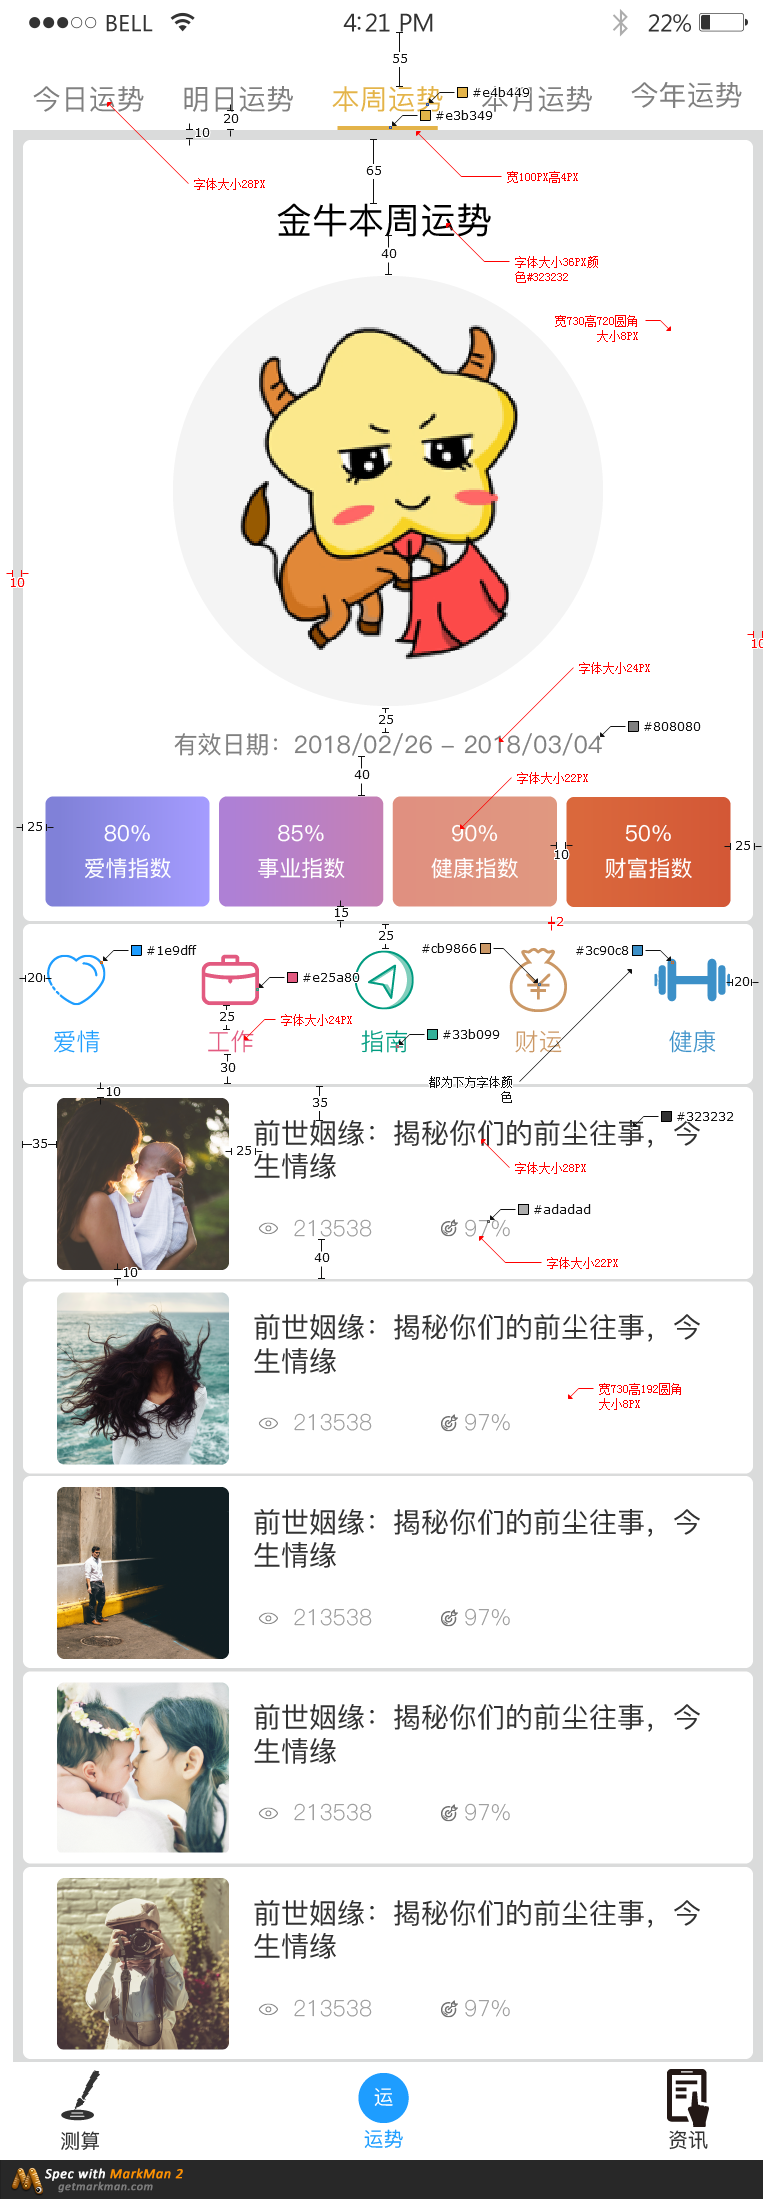 BELL
4:21 PM
22%
55
今日运势
明日运势
本周运势
本月运势
今年运势
#e4b449
#e3b349
20
10
65
字体大小28PX
宽100PX高4PX
金牛本周运势
40
字体大小36PX颜
色#323232
宽730高720圆角
大小8PX
10
10
字体大小24PX
25
#808080
有效日期：2018/02/26 – 2018/03/04
40
字体大小22PX
25
80%
爱情指数
85%
事业指数
90%
健康指数
50%
财富指数
10
25
15
2
25
#1e9dff
#cb9866
#3c90c8
20
#e25a80
20
25
字体大小24PX
#33b099
爱情
工作
指南
财运
健康
30
都为下方字体颜
色
10
35
#323232
35
25
前世姻缘：揭秘你们的前尘往事，今
生情缘
字体大小28PX
#adadad
213538
97%
40
字体大小22PX
10
前世姻缘：揭秘你们的前尘往事，今
生情缘
宽730高192圆角
大小8PX
213538
97%
前世姻缘：揭秘你们的前尘往事，今
生情缘
213538
97%
前世姻缘：揭秘你们的前尘往事，今
生情缘
213538
97%
前世姻缘：揭秘你们的前尘往事，今
生情缘
213538
97%
运
测算
运势
资讯
Spec with MarkMan 2
getmarkman.com